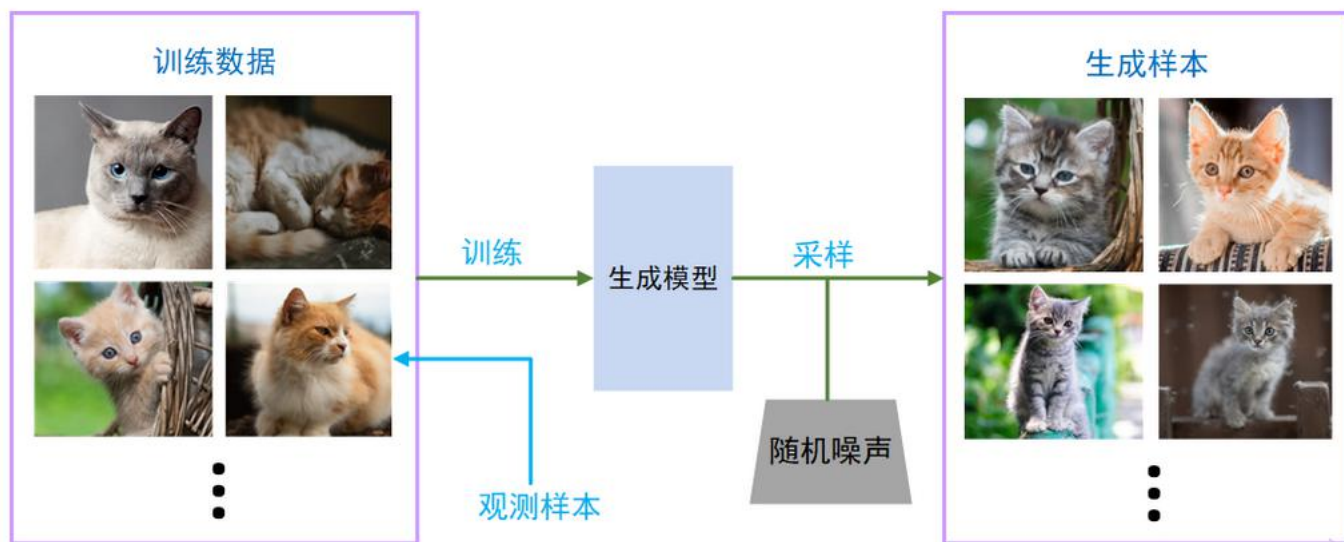 训练数据
训练
生成模型
采样
随机噪声
观测样本
生成样本